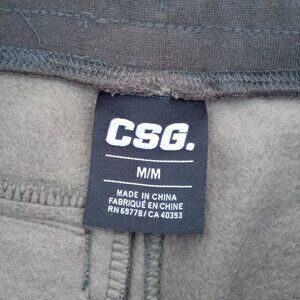 CSG.
M/M
MADE IN CHINA
FABRIQUÉ EN CHINE
RN 69778/CA 40393